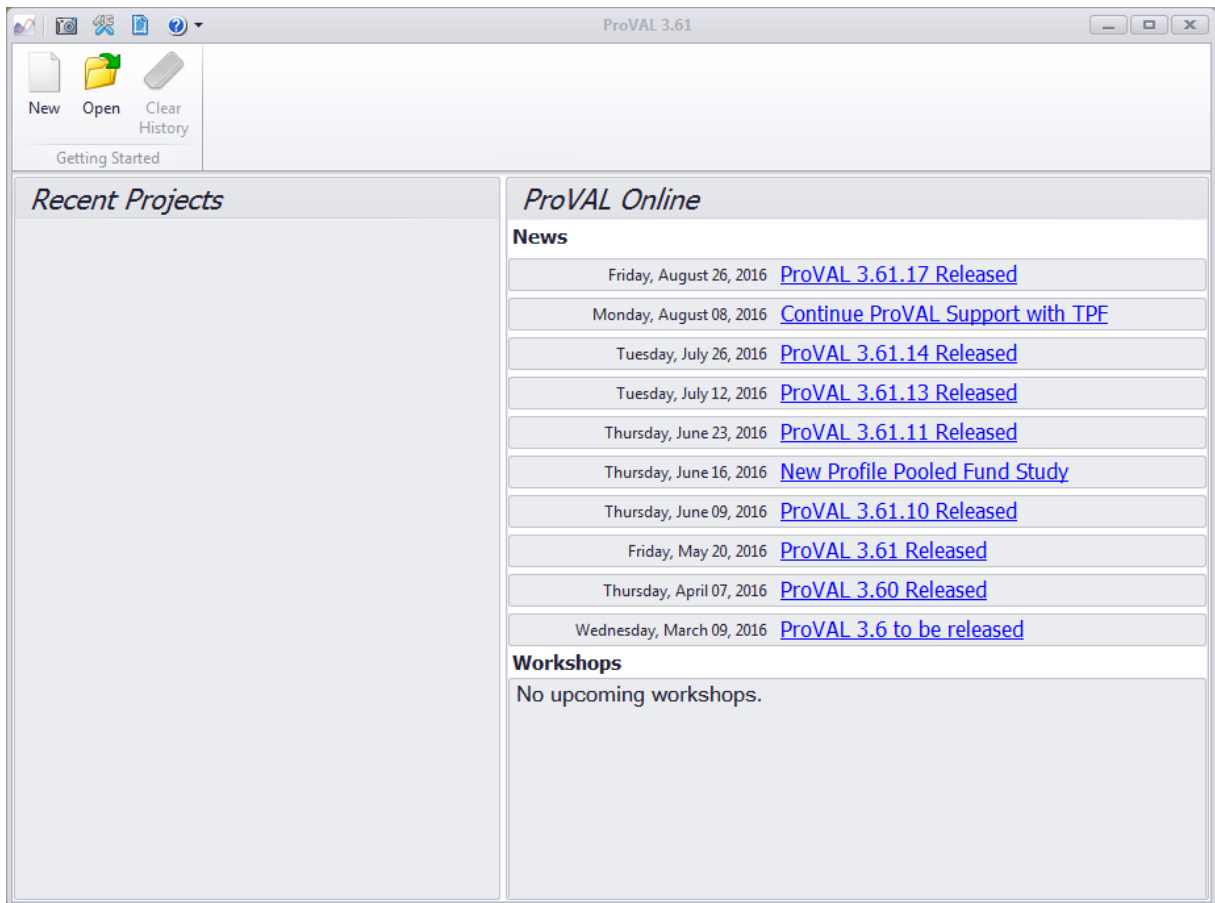 ProVAL 3.61
New Open Clear History
Getting Started
Recent Projects
ProVAL Online
News
Friday, August 26, 2016 ProVAL 3.61.17 Released
Monday, August 08, 2016 Continue ProVAL Support with TPF
Tuesday, July 26, 2016 ProVAL 3.61.14 Released
Tuesday, July 12, 2016 ProVAL 3.61.13 Released
Thursday, June 23, 2016 ProVAL 3.61.11 Released
Thursday, June 16, 2016 New Profile Pooled Fund Study
Thursday, June 09, 2016 ProVAL 3.61.10 Released
Friday, May 20, 2016 ProVAL 3.61 Released
Thursday, April 07, 2016 ProVAL 3.60 Released
Wednesday, March 09, 2016 ProVAL 3.6 to be released
Workshops
No upcoming workshops.